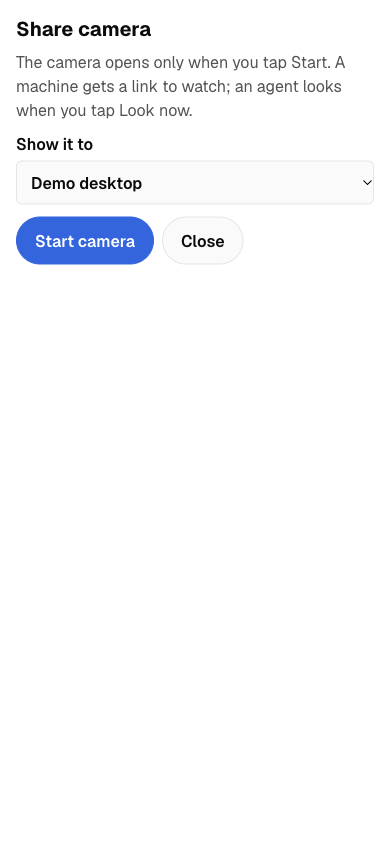 Share camera
The camera opens only when you tap Start. A
machine gets a link to watch; an agent looks
when you tap Look now.
Show it to
Demo desktop
Start camera
Close